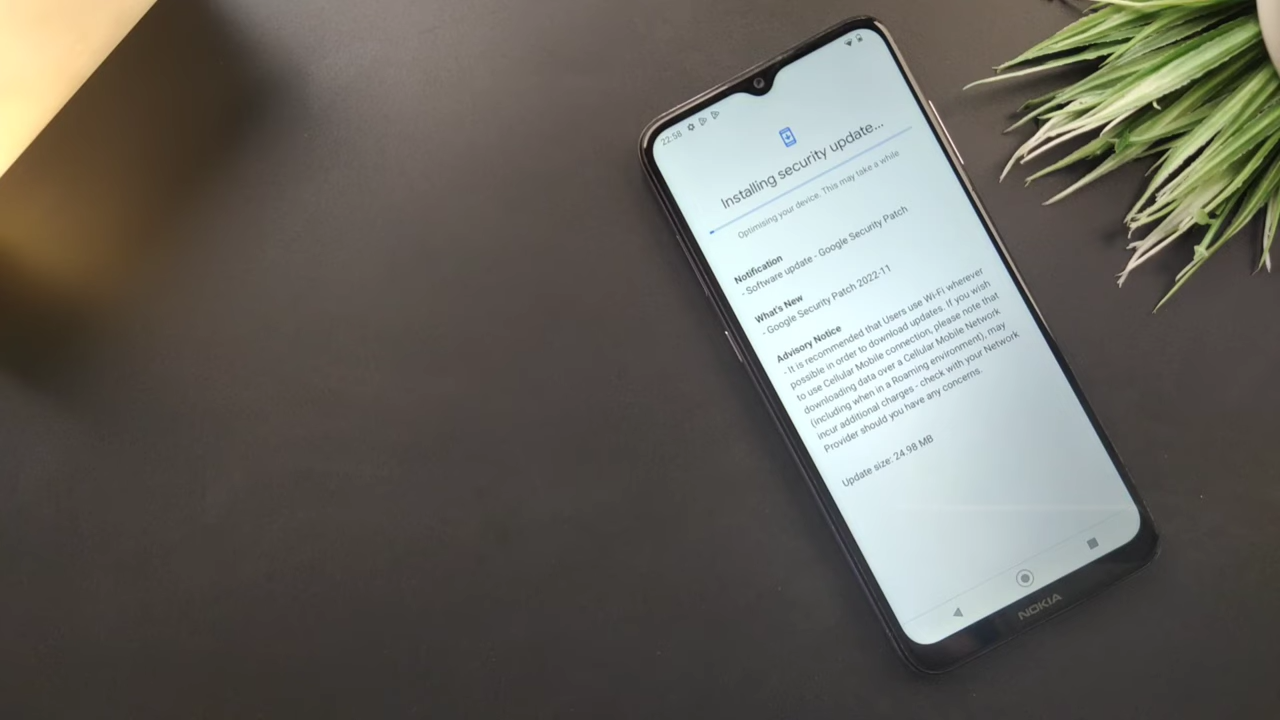 22:58
Installing security update...
Optimising your device. This may take a while
Notification
- Software update - Google Security Patch
What's New
- Google Security Patch 2022-11
Advisory Notice
- It is recommended that Users use Wi-Fi wherever
possible in order to download updates. If you wish
to use Cellular Mobile connection, please note that
downloading data over a Cellular Mobile Network
(including when in a Roaming environment), may
incur additional charges - check with your Network
Provider should you have any concerns.
Update size: 24.98 MB
NOKIA